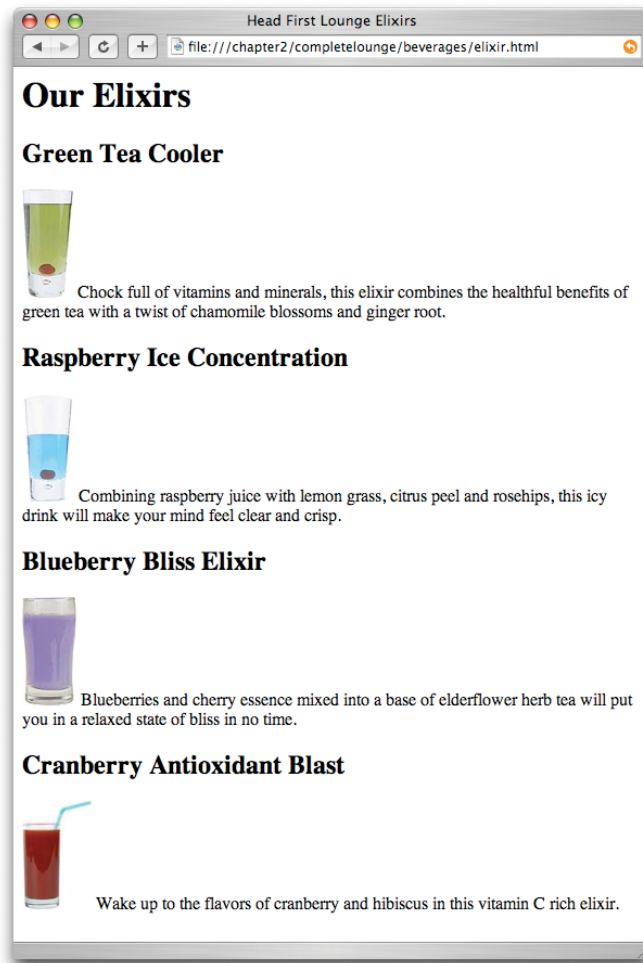 Head First Lounge Elixirs
file:///chapter2/completelounge/beverages/elixir.html
Our Elixirs
Green Tea Cooler
Chock full of vitamins and minerals, this elixir combines the healthful benefits of
green tea with a twist of chamomile blossoms and ginger root.
Raspberry Ice Concentration
Combining raspberry juice with lemon grass, citrus peel and rosehips, this icy
drink will make your mind feel clear and crisp.
Blueberry Bliss Elixir
Blueberries and cherry essence mixed into a base of elderflower herb tea will put
you in a relaxed state of bliss in no time.
Cranberry Antioxidant Blast
Wake up to the flavors of cranberry and hibiscus in this vitamin C rich elixir.